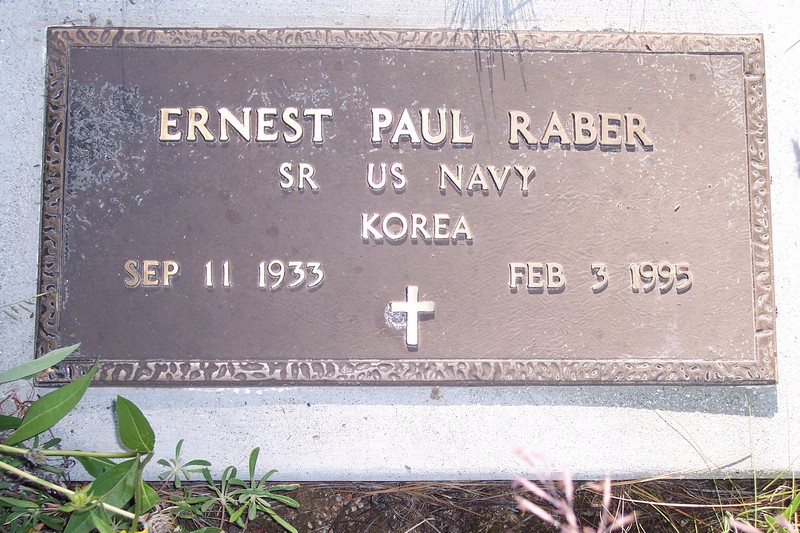 ERNEST PAUL RABER
SR US NAVY
KOREA
SEP 11 1933 FEB 3 1995